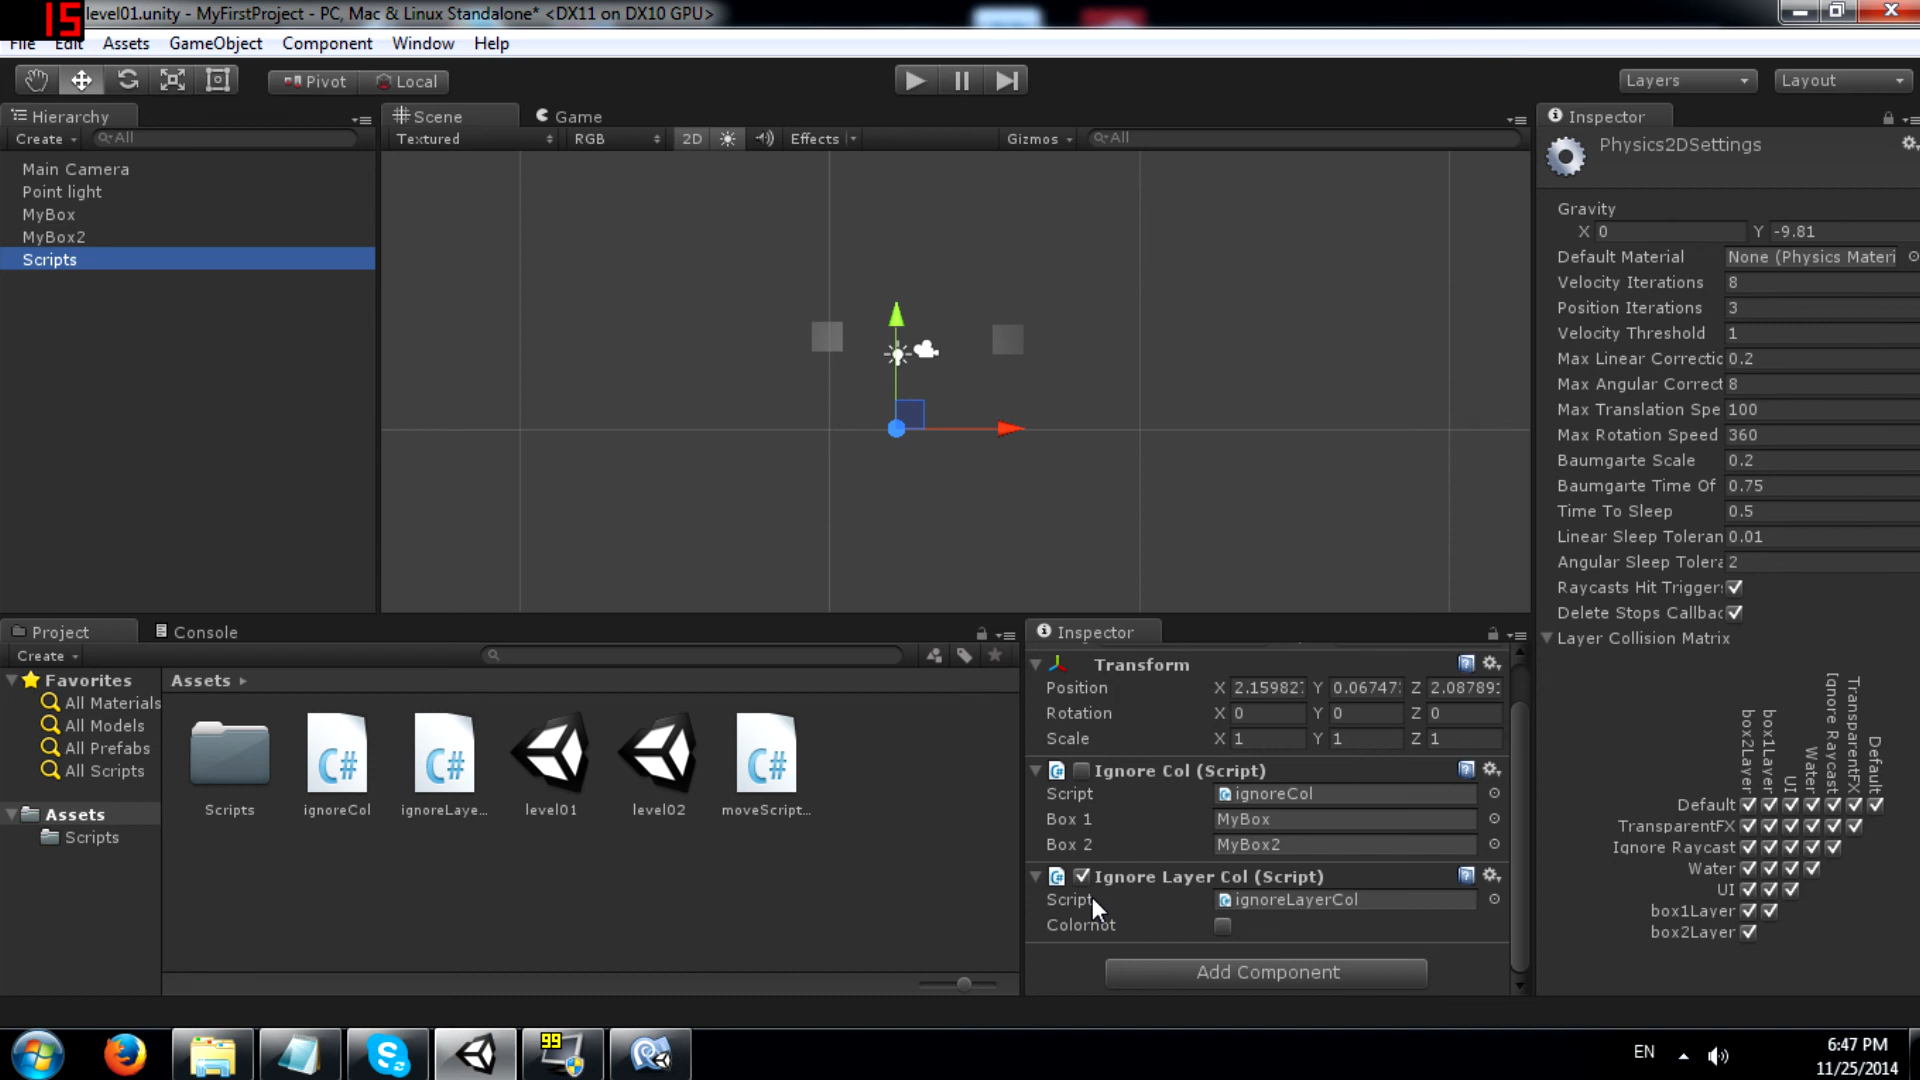 15
level01.unity - MyFirstProject - PC, Mac & Linux Standalone* <DX11 on DX10 GPU>
File Edit Assets GameObject Component Window Help
Pivot Local Layers Layout
Hierarchy
Create All
Main Camera
Point light
MyBox
MyBox2
Scripts
Scene Game
Textured RGB 2D Effects Gizmos All
Inspector
Physics2DSettings
Gravity
X 0 Y -9.81
Default Material None (Physics Materi
Velocity Iterations 8
Position Iterations 3
Velocity Threshold 1
Max Linear Correctic 0.2
Max Angular Correct 8
Max Translation Spe 100
Max Rotation Speed 360
Baumgarte Scale 0.2
Baumgarte Time Of 0.75
Time To Sleep 0.5
Linear Sleep Toleran 0.01
Angular Sleep Tolera 2
Raycasts Hit Trigger:
Delete Stops Callbac
Layer Collision Matrix
box2Layer
box1Layer
UI
Water
Ignore Raycast
TransparentFX
Default
Default
TransparentFX
Ignore Raycast
Water
UI
box1Layer
box2Layer
Project Console
Create
Favorites
All Materials
All Models
All Prefabs
All Scripts
Assets
Scripts
Assets
C# C# C#
Scripts ignoreCol ignoreLaye... level01 level02 moveScript...
Inspector
Transform
Position X 2.15982 Y 0.06747 Z 2.08789
Rotation X 0 Y 0 Z 0
Scale X 1 Y 1 Z 1
Ignore Col (Script)
Script ignoreCol
Box 1 MyBox
Box 2 MyBox2
Ignore Layer Col (Script)
Script ignoreLayerCol
Colornot
Add Component
99
EN
6:47 PM
11/25/2014